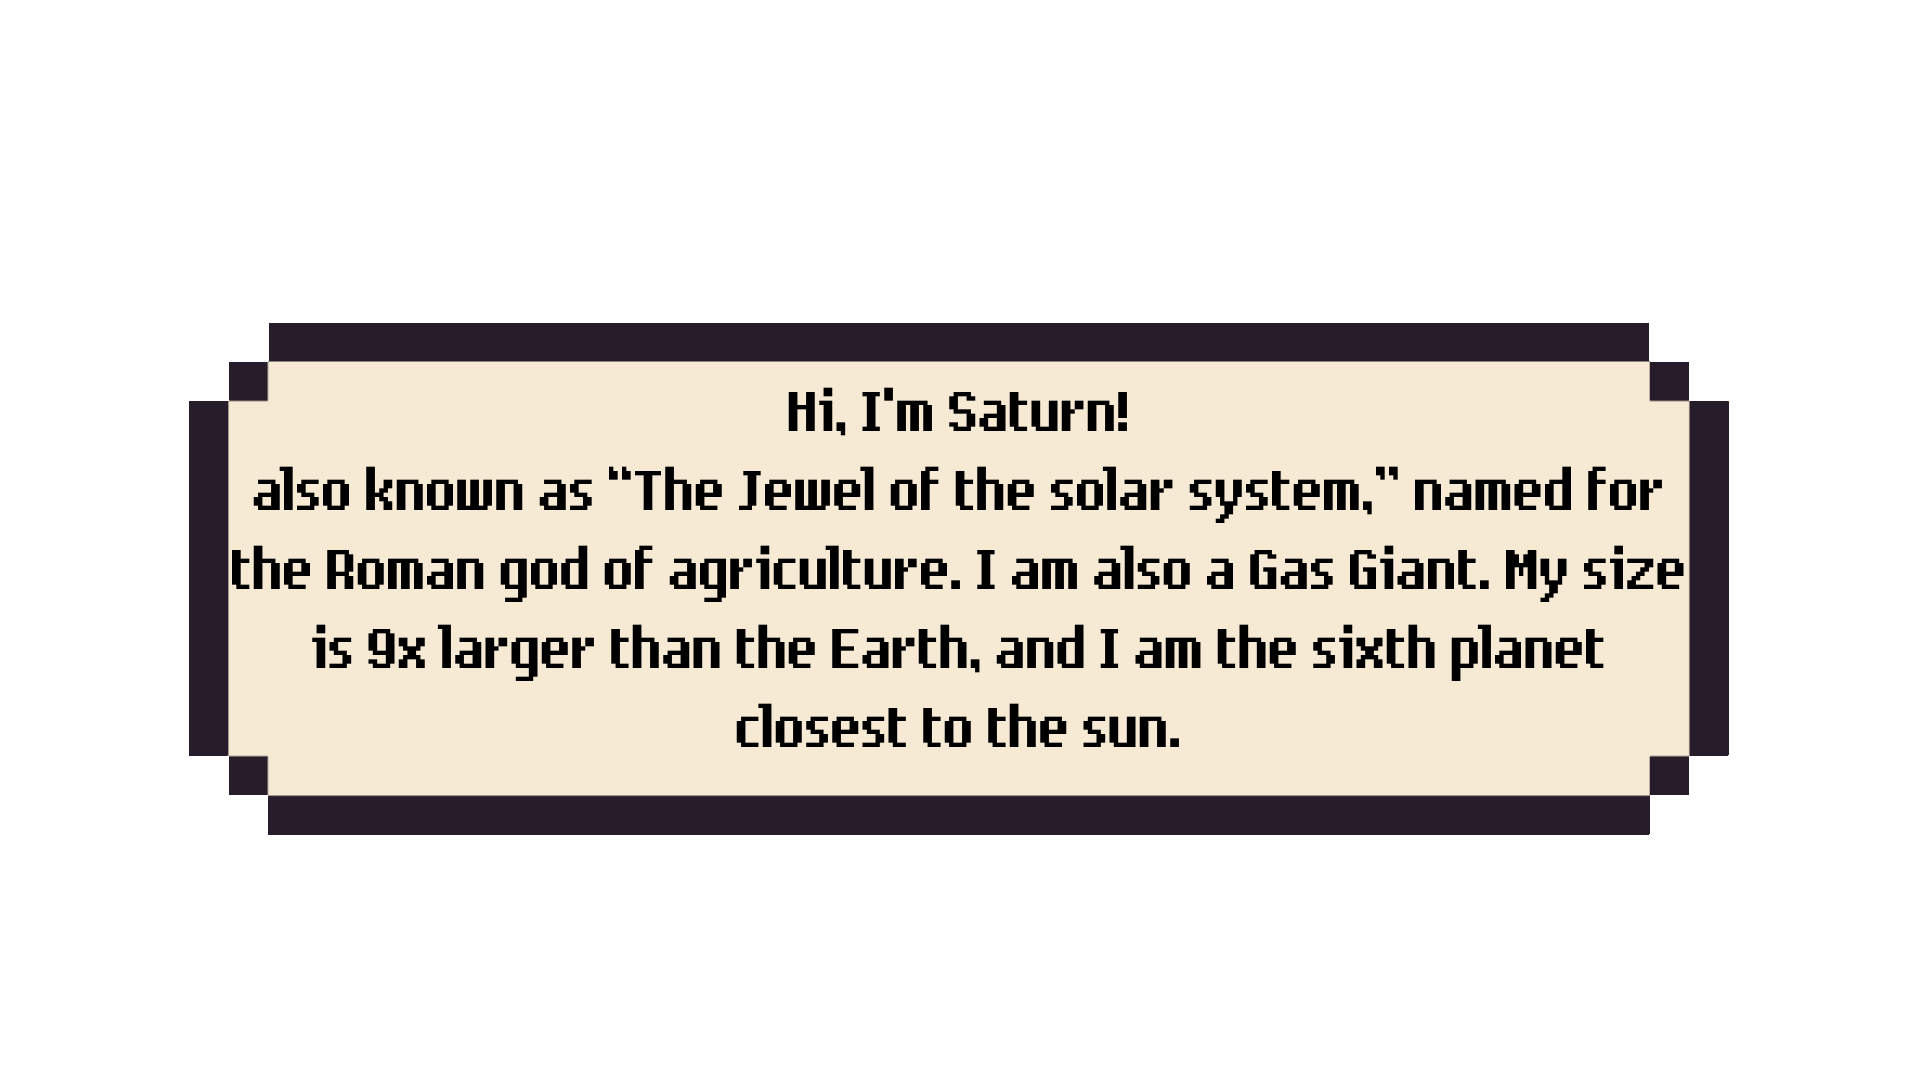 Hi, I'm Saturn!
also known as “The Jewel of the solar system,” named for
the Roman god of agriculture. I am also a Gas Giant. My size
is 9x larger than the Earth, and I am the sixth planet
closest to the sun.